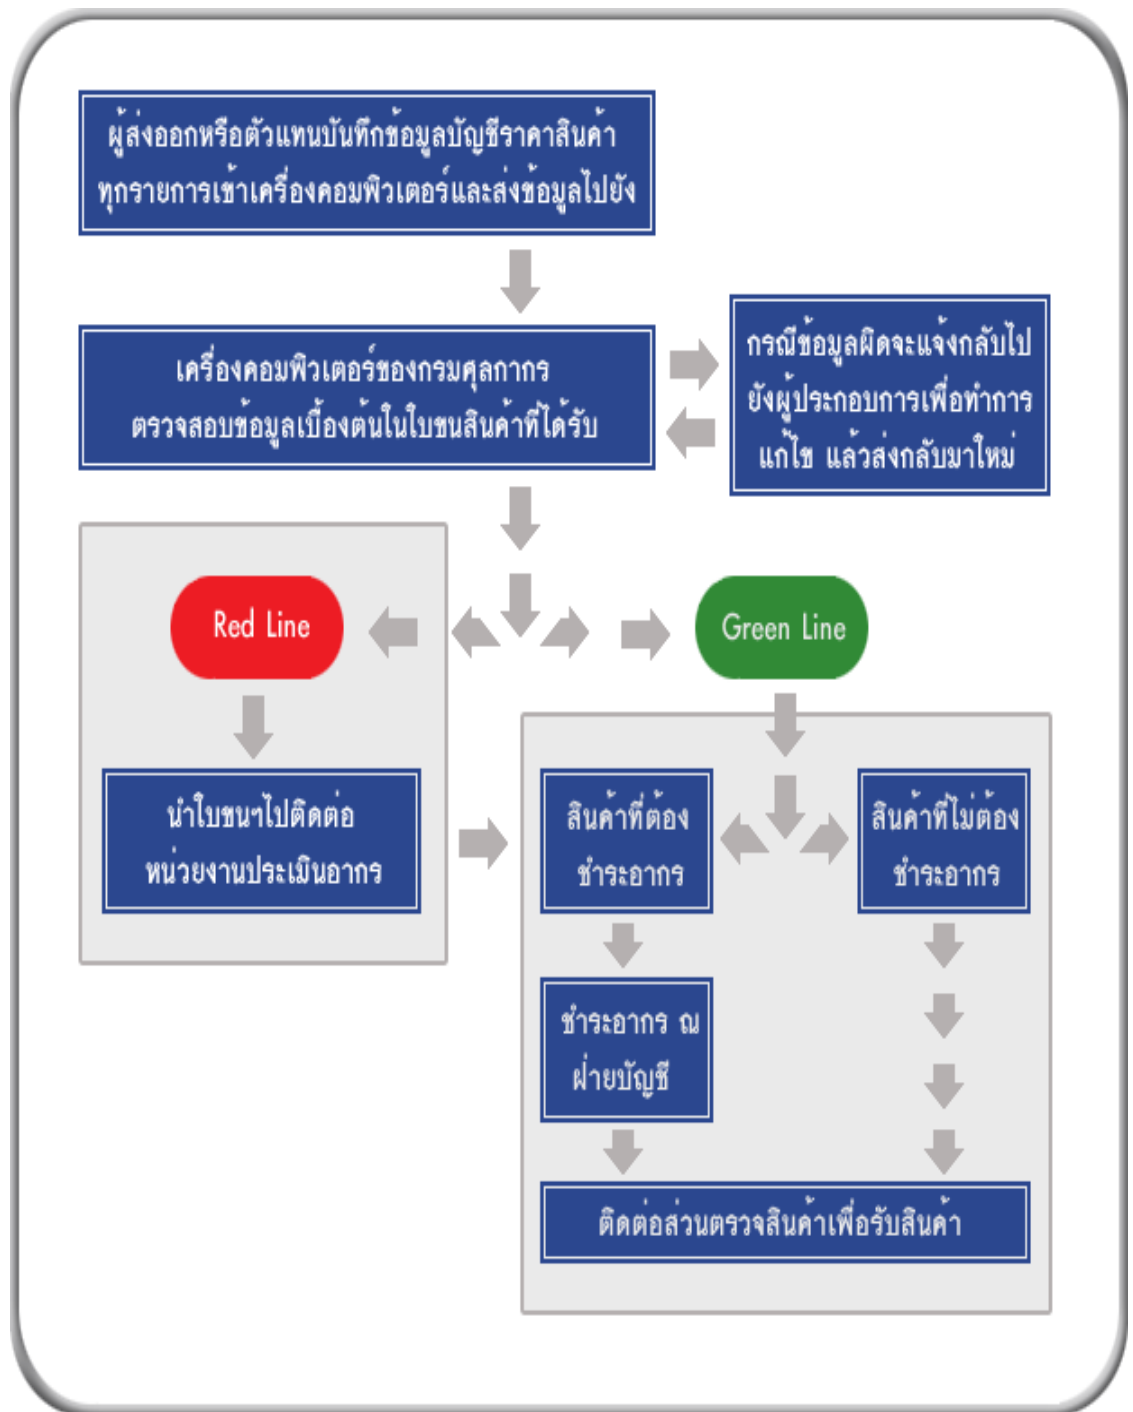 ผู้ส่งออกหรือตัวแทนบันทึกข้อมูลบัญชีราคาสินค้า
ทุกรายการเข้าเครื่องคอมพิวเตอร์และส่งข้อมูลไปยัง
เครื่องคอมพิวเตอร์ของกรมศุลกากร
ตรวจสอบข้อมูลเบื้องต้นในใบขนสินค้าที่ได้รับ
กรณีข้อมูลผิดจะแจ้งกลับไป
ยังผู้ประกอบการเพื่อทำการ
แก้ไข แล้วส่งกลับมาใหม่
Red Line
Green Line
นำใบขนฯไปติดต่อ
หน่วยงานประเมินอากร
สินค้าที่ต้อง
ชำระอากร
สินค้าที่ไม่ต้อง
ชำระอากร
ชำระอากร ณ
ฝ่ายบัญชี
ติดต่อส่วนตรวจสินค้าเพื่อรับสินค้า